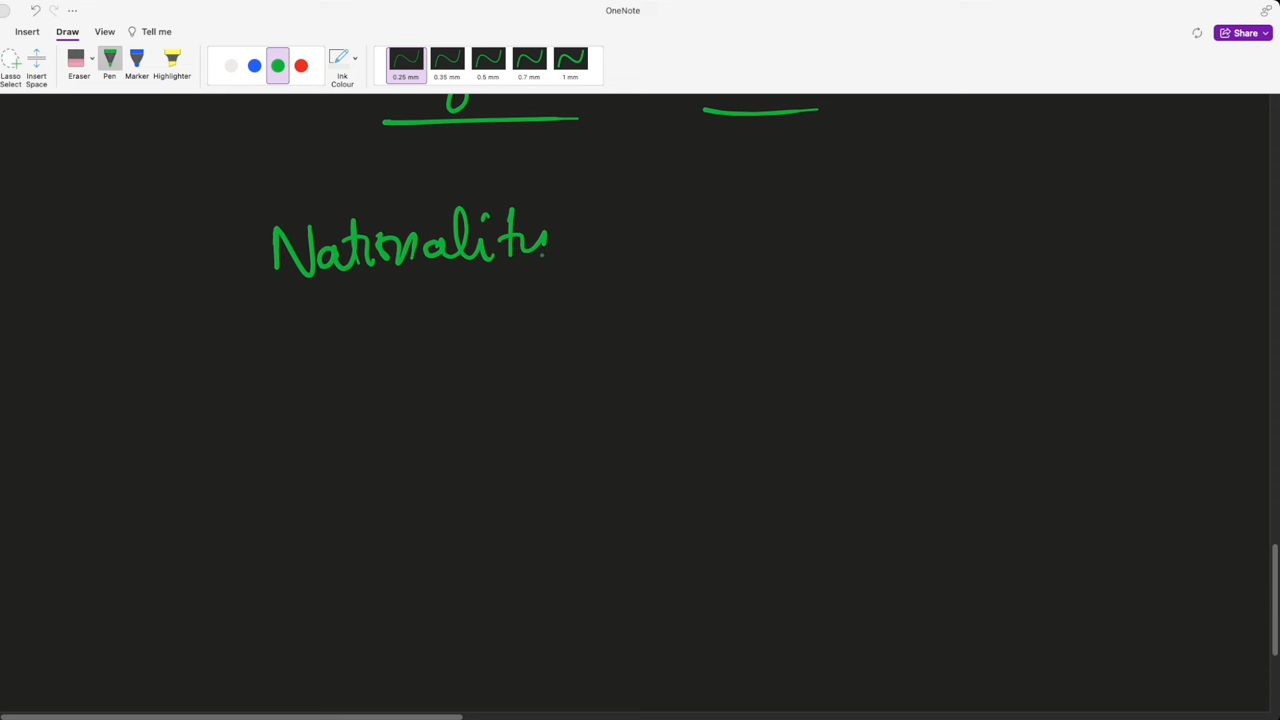 OneNote
Insert
Draw
View
Tell me
Share
Lasso Select
Insert Space
Eraser
Pen
Marker
Highlighter
Ink Colour
0.25 mm
0.35 mm
0.5 mm
0.7 mm
1 mm
Nationality